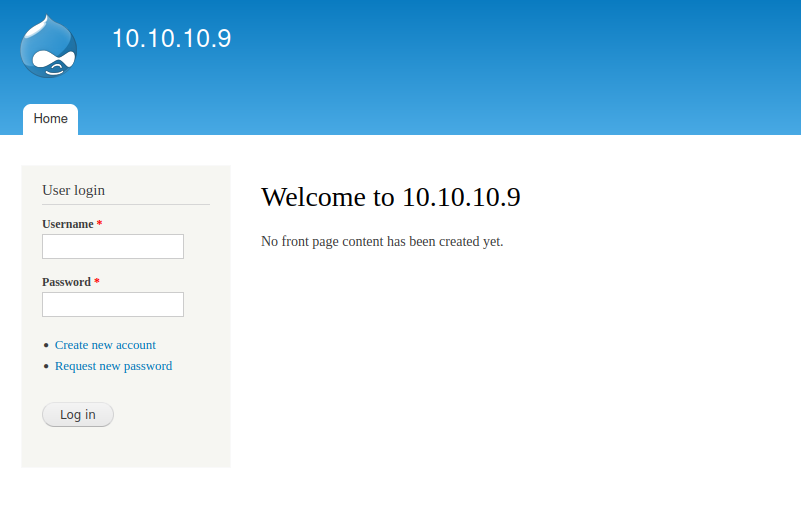 10.10.10.9
Home
User login
Username *
Password *
Create new account
Request new password
Log in
Welcome to 10.10.10.9
No front page content has been created yet.